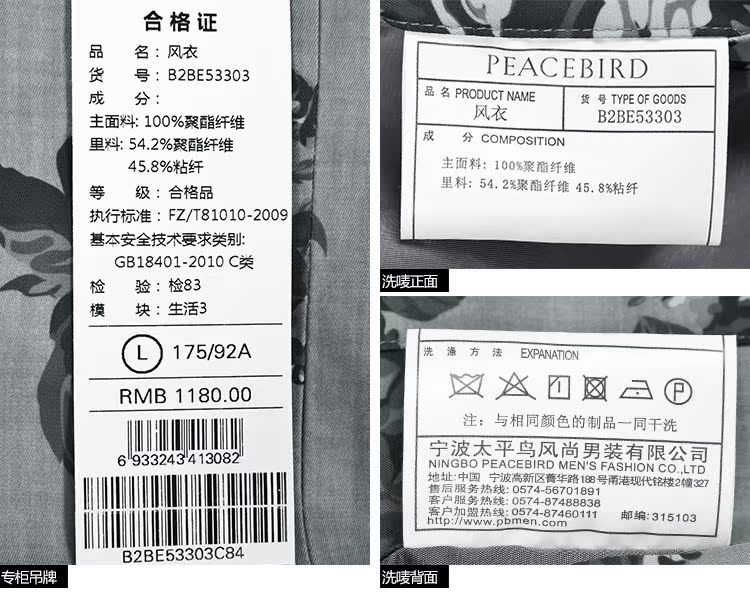 合格证
品 名：风衣
货 号：B2BE53303
成 分：
主面料: 100%聚酯纤维
里料: 54.2%聚酯纤维
45.8%粘纤
等 级：合格品
执行标准：FZ/T81010-2009
基本安全技术要求类别:
GB18401-2010 C类
检 验：检83
模 块：生活3
L 175/92A
RMB 1180.00
6 933243 413082
B2BE53303C84
专柜吊牌
PEACEBIRD
品 名 PRODUCT NAME
风衣
货 号 TYPE OF GOODS
B2BE53303
成 分 COMPOSITION
主面料: 100%聚酯纤维
里料: 54.2%聚酯纤维 45.8%粘纤
洗唛正面
洗 涤 方 法 EXPANATION
P
注：与相同颜色的制品一同干洗
宁波太平鸟风尚男装有限公司
NINGBO PEACEBIRD MEN'S FASHION CO.,LTD
地址: 中国 宁波高新区菁华路188号甬港现代铭楼2幢327
售后服务热线: 0574-56701891
客户服务热线: 0574-87488838
客户加盟热线: 0574-87460111 邮编: 315103
http://www.pbmen.com
洗唛背面